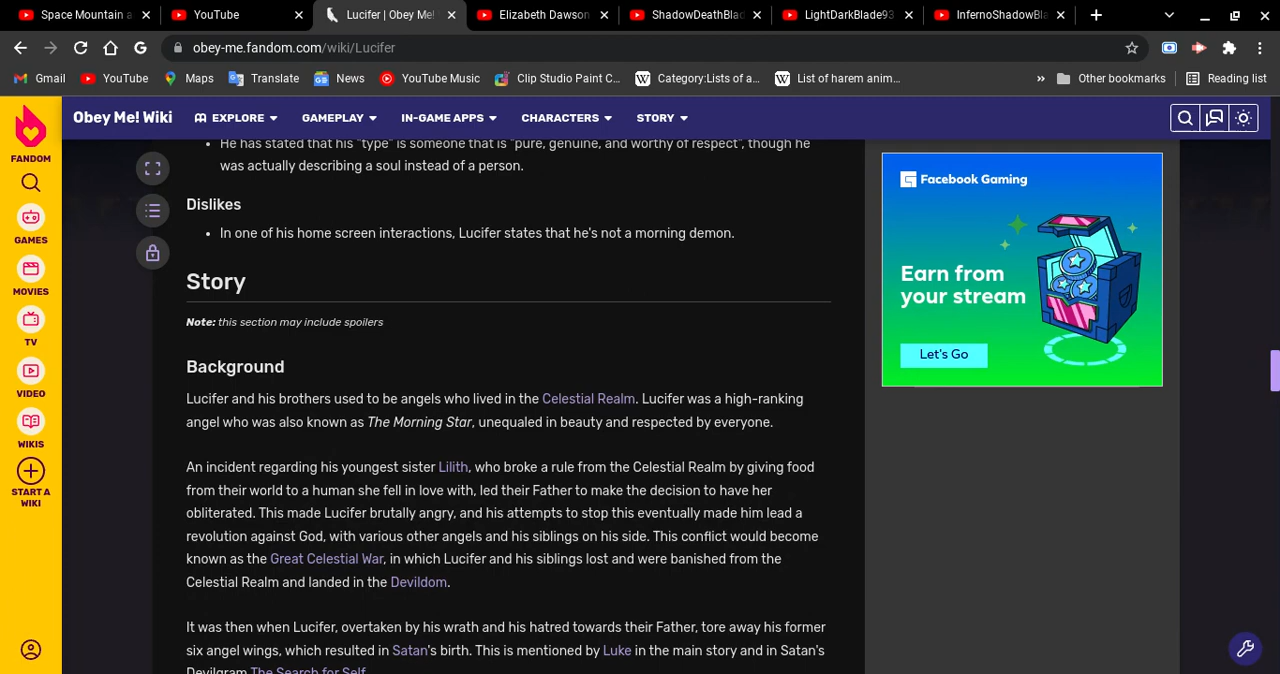 Space Mountain a
YouTube
Lucifer | Obey Me!
Elizabeth Dawson
ShadowDeathBlad
LightDarkBlade93
InfernoShadowBla
obey-me.fandom.com/wiki/Lucifer
Gmail
YouTube
Maps
Translate
News
YouTube Music
Clip Studio Paint C...
Category:Lists of a...
List of harem anim...
»
Other bookmarks
Reading list
FANDOM
GAMES
MOVIES
TV
VIDEO
WIKIS
START A
WIKI
Obey Me! Wiki
EXPLORE
GAMEPLAY
IN-GAME APPS
CHARACTERS
STORY
• He has stated that his "type" is someone that is "pure, genuine, and worthy of respect", though he
was actually describing a soul instead of a person.
Dislikes
• In one of his home screen interactions, Lucifer states that he's not a morning demon.
Story
Note: this section may include spoilers
Background
Lucifer and his brothers used to be angels who lived in the Celestial Realm. Lucifer was a high-ranking
angel who was also known as The Morning Star, unequaled in beauty and respected by everyone.
An incident regarding his youngest sister Lilith, who broke a rule from the Celestial Realm by giving food
from their world to a human she fell in love with, led their Father to make the decision to have her
obliterated. This made Lucifer brutally angry, and his attempts to stop this eventually made him lead a
revolution against God, with various other angels and his siblings on his side. This conflict would become
known as the Great Celestial War, in which Lucifer and his siblings lost and were banished from the
Celestial Realm and landed in the Devildom.
It was then when Lucifer, overtaken by his wrath and his hatred towards their Father, tore away his former
six angel wings, which resulted in Satan's birth. This is mentioned by Luke in the main story and in Satan's
Devilgram The Search for Self.
Facebook Gaming
Earn from
your stream
Let's Go